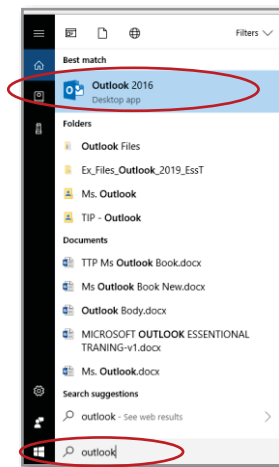 Filters
Best match
Outlook 2016
Desktop app
Folders
Outlook Files
Ex_Files_Outlook_2019_EssT
Ms. Outlook
TIP - Outlook
Documents
TTP Ms Outlook Book.docx
Ms Outlook Book New.docx
Outlook Body.docx
MICROSOFT OUTLOOK ESSENTIONAL
TRANING-v1.docx
Ms. Outlook.docx
Search suggestions
outlook - See web results
outlook